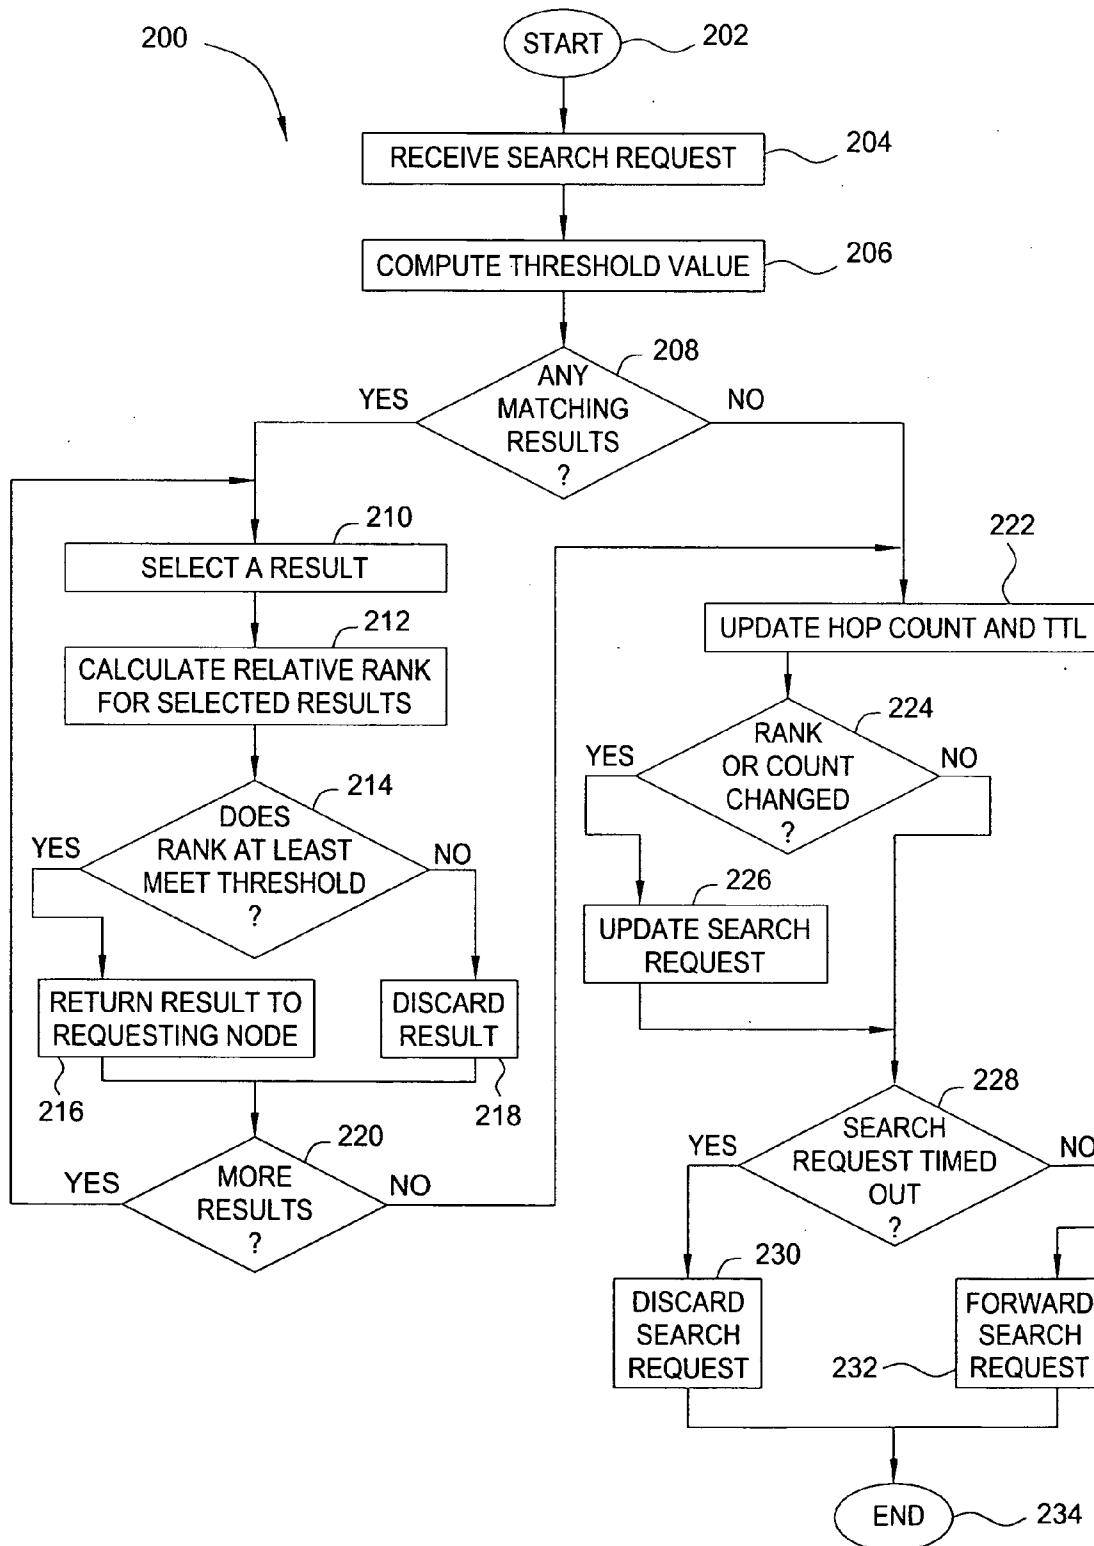 200
START
202
RECEIVE SEARCH REQUEST
204
COMPUTE THRESHOLD VALUE
206
208
ANY
MATCHING
RESULTS
?
YES
NO
210
SELECT A RESULT
212
CALCULATE RELATIVE RANK
FOR SELECTED RESULTS
214
DOES
RANK AT LEAST
MEET THRESHOLD
?
YES
NO
RETURN RESULT TO
REQUESTING NODE
216
DISCARD
RESULT
218
220
MORE
RESULTS
?
YES
NO
222
UPDATE HOP COUNT AND TTL
224
RANK
OR COUNT
CHANGED
?
YES
NO
226
UPDATE SEARCH
REQUEST
228
SEARCH
REQUEST TIMED
OUT
?
YES
NO
230
DISCARD
SEARCH
REQUEST
FORWARD
SEARCH
REQUEST
232
END
234